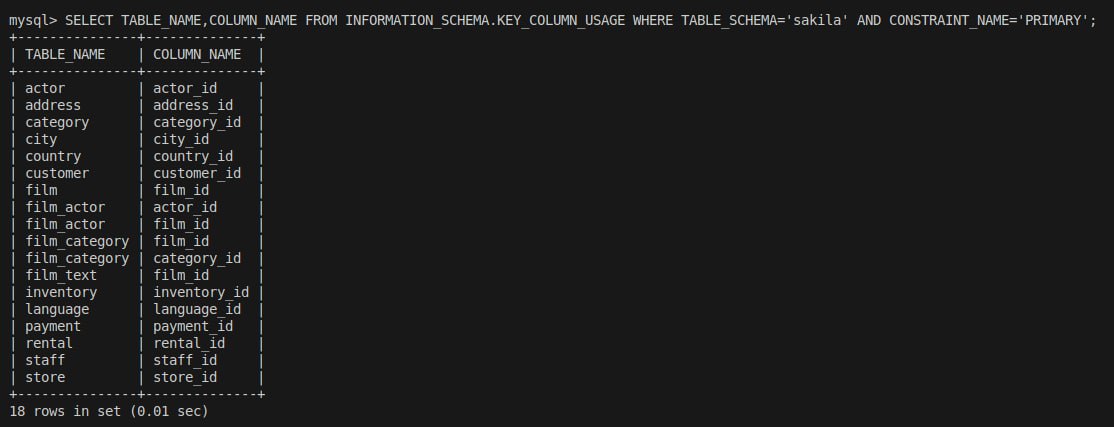 mysql> SELECT TABLE_NAME,COLUMN_NAME FROM INFORMATION_SCHEMA.KEY_COLUMN_USAGE WHERE TABLE_SCHEMA='sakila' AND CONSTRAINT_NAME='PRIMARY';
+---------------+--------------+
| TABLE_NAME    | COLUMN_NAME  |
+---------------+--------------+
| actor         | actor_id     |
| address       | address_id   |
| category      | category_id  |
| city          | city_id      |
| country       | country_id   |
| customer      | customer_id  |
| film          | film_id      |
| film_actor    | actor_id     |
| film_actor    | film_id      |
| film_category | film_id      |
| film_category | category_id  |
| film_text     | film_id      |
| inventory     | inventory_id |
| language      | language_id  |
| payment       | payment_id   |
| rental        | rental_id    |
| staff         | staff_id     |
| store         | store_id     |
+---------------+--------------+
18 rows in set (0.01 sec)